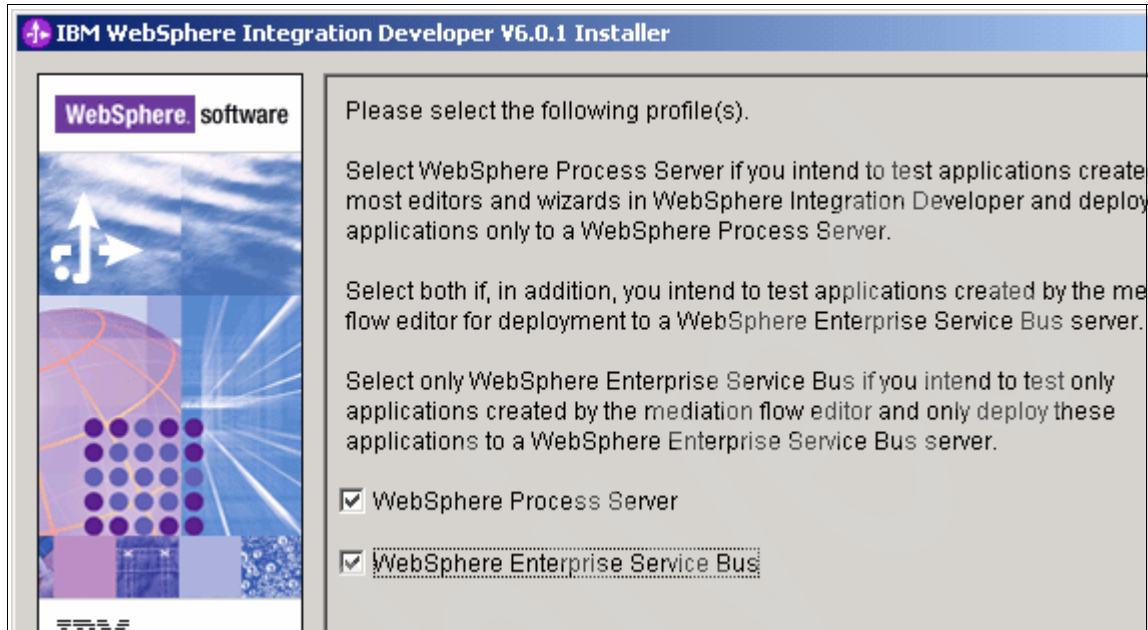 IBM WebSphere Integration Developer V6.0.1 Installer
WebSphere. software
Please select the following profile(s).
Select WebSphere Process Server if you intend to test applications create
most editors and wizards in WebSphere Integration Developer and deploy
applications only to a WebSphere Process Server.
Select both if, in addition, you intend to test applications created by the me
flow editor for deployment to a WebSphere Enterprise Service Bus server.
Select only WebSphere Enterprise Service Bus if you intend to test only
applications created by the mediation flow editor and only deploy these
applications to a WebSphere Enterprise Service Bus server.
WebSphere Process Server
WebSphere Enterprise Service Bus
IBM